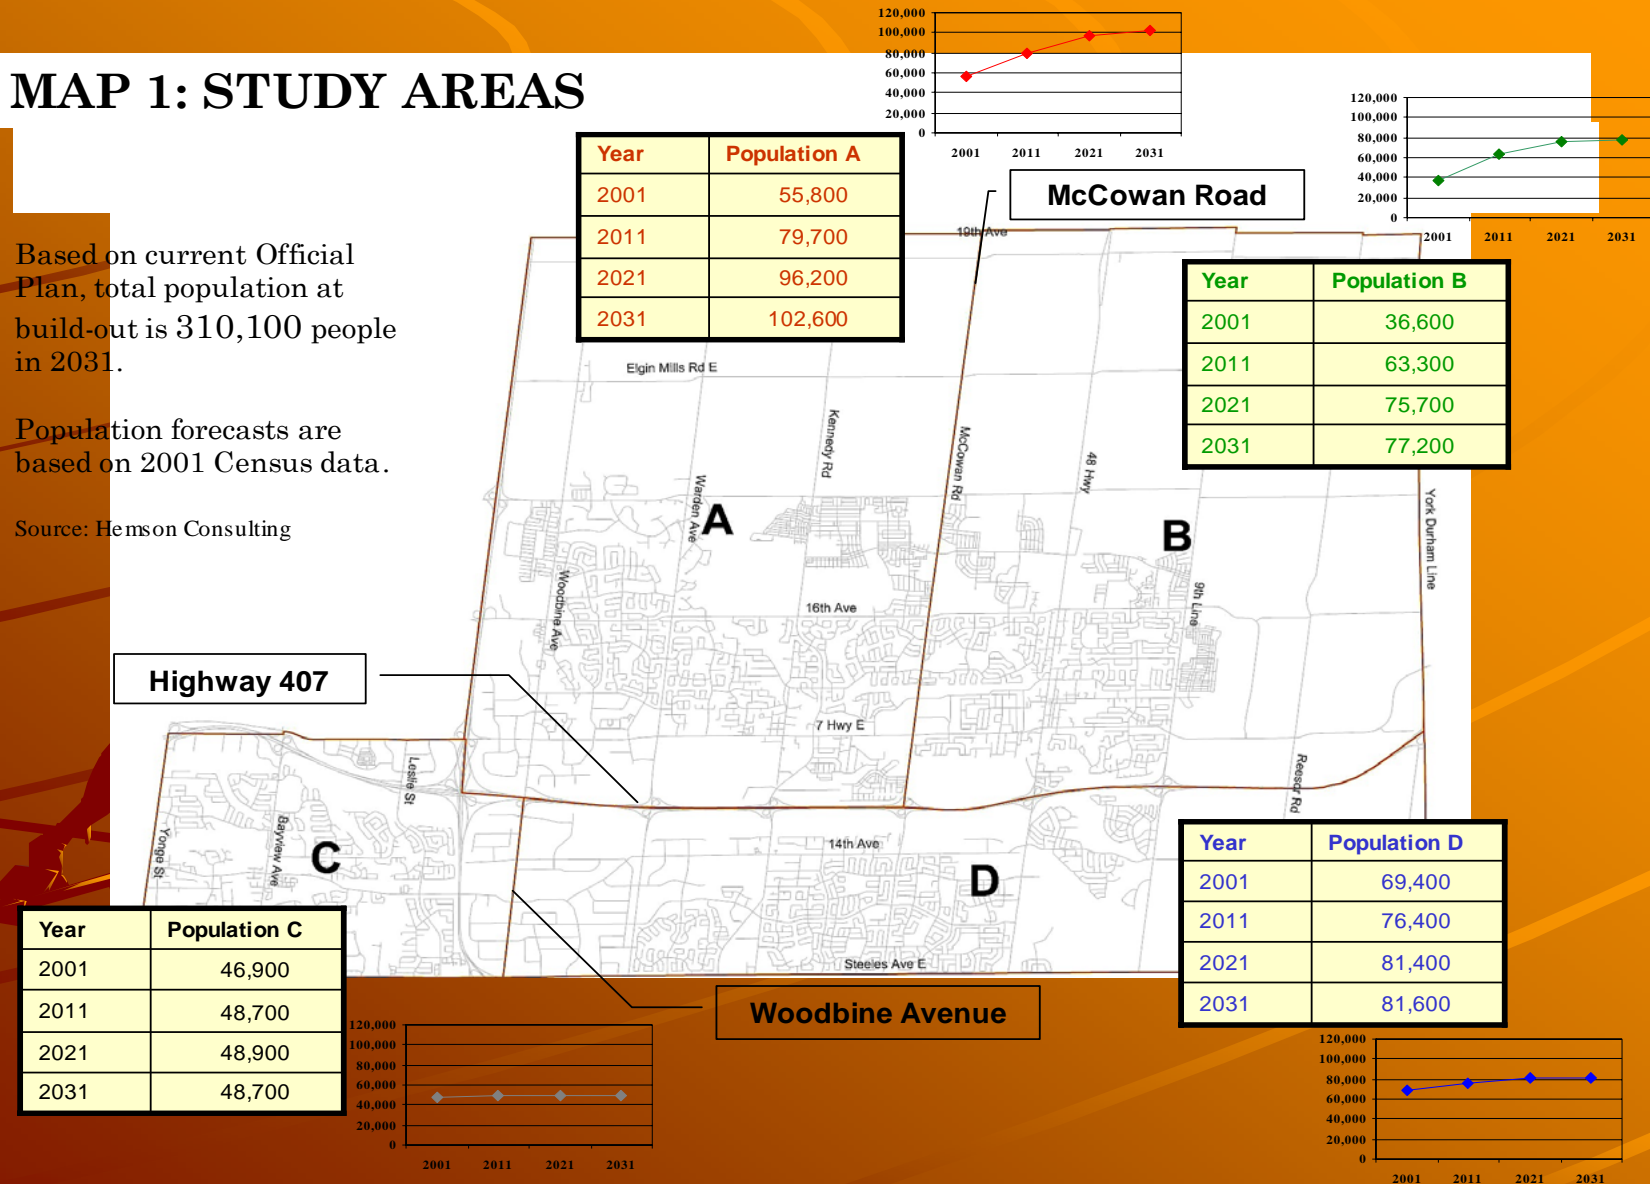 MAP 1: STUDY AREAS
Based on current Official
Plan, total population at
build-out is 310,100 people
in 2031.
Population forecasts are
based on 2001 Census data.
Source: Hemson Consulting
120,000
100,000
80,000
60,000
40,000
20,000
0
2001 2011 2021 2031
Year Population A
2001 55,800
2011 79,700
2021 96,200
2031 102,600
McCowan Road
120,000
100,000
80,000
60,000
40,000
20,000
0
2001 2011 2021 2031
Year Population B
2001 36,600
2011 63,300
2021 75,700
2031 77,200
19th Ave
Elgin Mills Rd E
Kennedy Rd
McCowan Rd
48 Hwy
Warden Ave
A
B
York Durham Line
Woodbine Ave
16th Ave
9th Line
Highway 407
7 Hwy E
Leslie St
Reesor Rd
Yonge St
Bayview Ave
C
14th Ave
D
Steeles Ave E
Year Population C
2001 46,900
2011 48,700
2021 48,900
2031 48,700
120,000
100,000
80,000
60,000
40,000
20,000
0
2001 2011 2021 2031
Woodbine Avenue
Year Population D
2001 69,400
2011 76,400
2021 81,400
2031 81,600
120,000
100,000
80,000
60,000
40,000
20,000
0
2001 2011 2021 2031